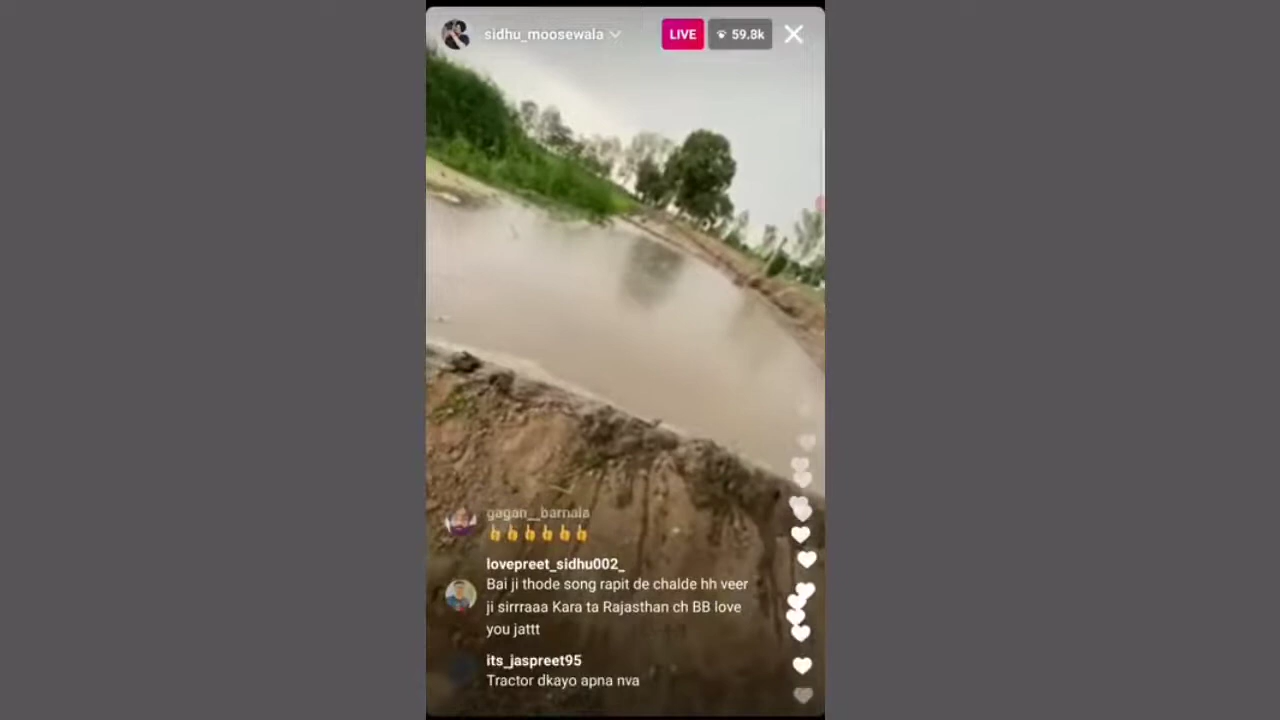 sidhu_moosewala
LIVE 59.8k
gagan__barnala
👍👍👍👍👍👍
lovepreet_sidhu002_
Bai ji thode song rapit de chalde hh veer
ji sirrraaa Kara ta Rajasthan ch BB love
you jattt
its_jaspreet95
Tractor dkayo apna nva